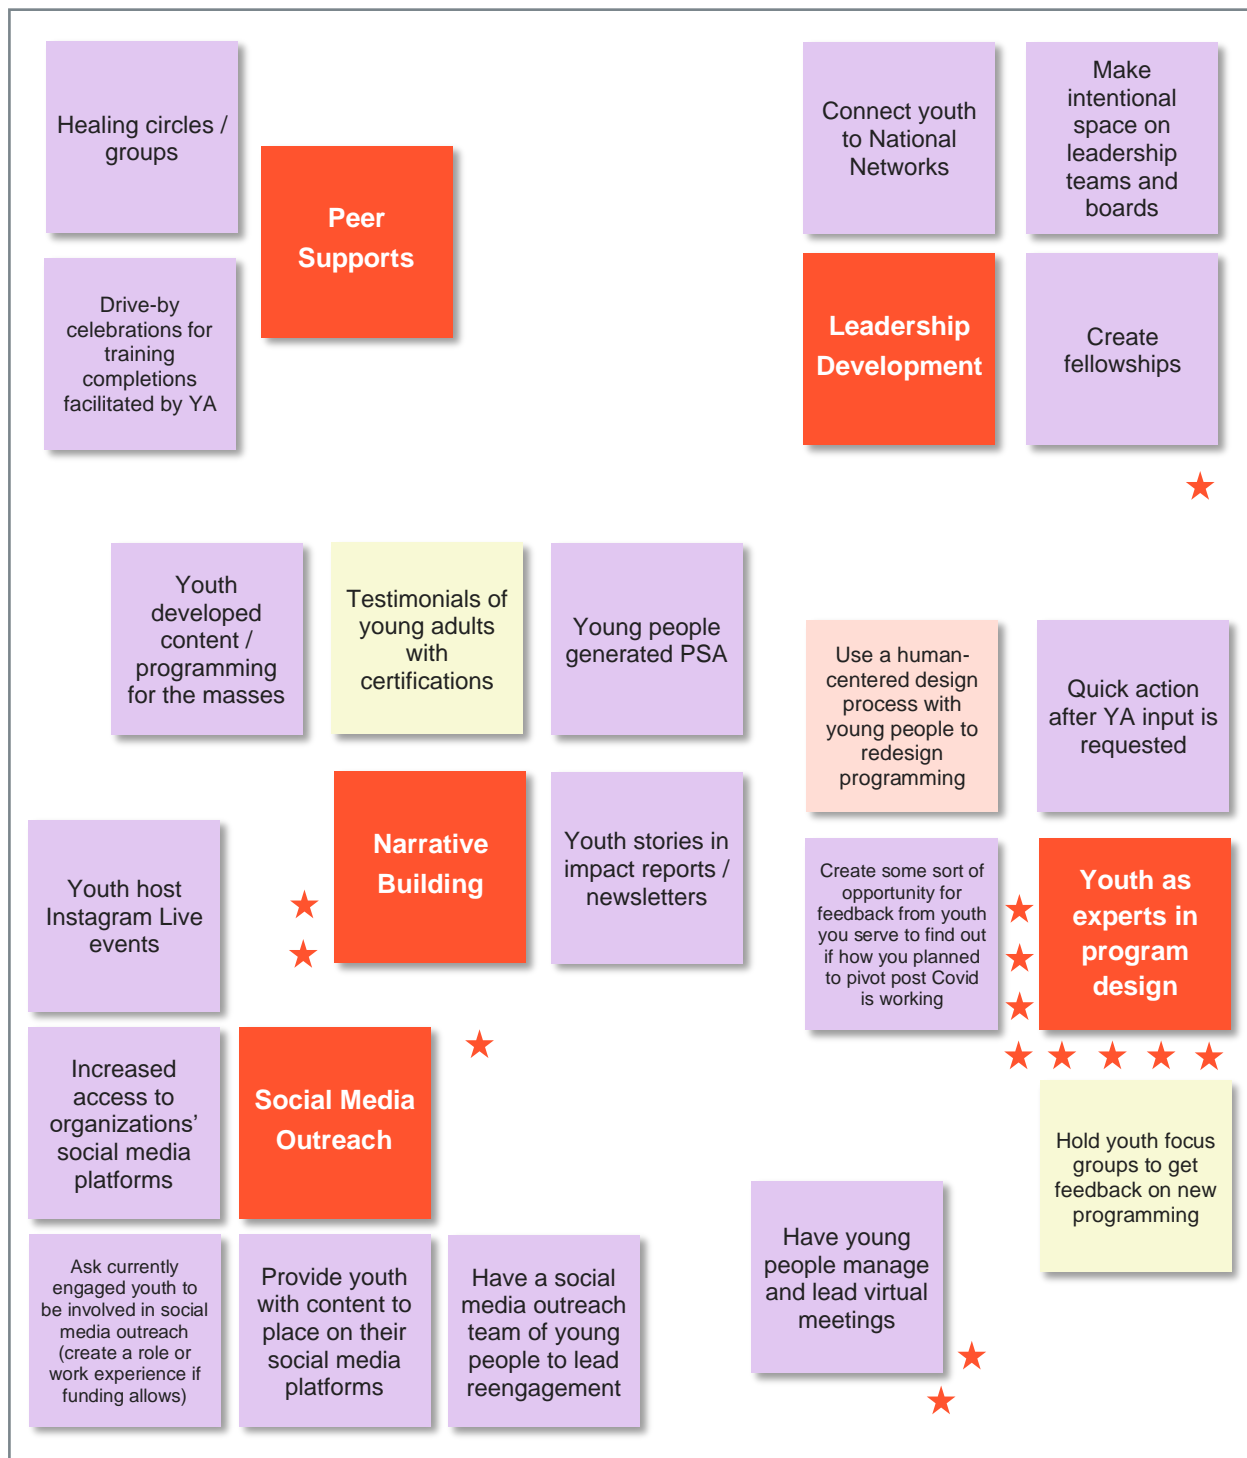 Healing circles /
groups
Peer
Supports
Drive-by
celebrations for
training
completions
facilitated by YA
Connect youth
to National
Networks
Make
intentional
space on
leadership
teams and
boards
Leadership
Development
Create
fellowships
Youth
developed
content /
programming
for the masses
Testimonials of
young adults
with
certifications
Young people
generated PSA
Narrative
Building
Youth stories in
impact reports /
newsletters
Use a human-
centered design
process with
young people to
redesign
programming
Quick action
after YA input is
requested
Create some sort of
opportunity for
feedback from youth
you serve to find out
if how you planned
to pivot post Covid
is working
Youth as
experts in
program
design
Hold youth focus
groups to get
feedback on new
programming
Youth host
Instagram Live
events
Increased
access to
organizations’
social media
platforms
Social Media
Outreach
Ask currently
engaged youth to
be involved in social
media outreach
(create a role or
work experience if
funding allows)
Provide youth
with content to
place on their
social media
platforms
Have a social
media outreach
team of young
people to lead
reengagement
Have young
people manage
and lead virtual
meetings